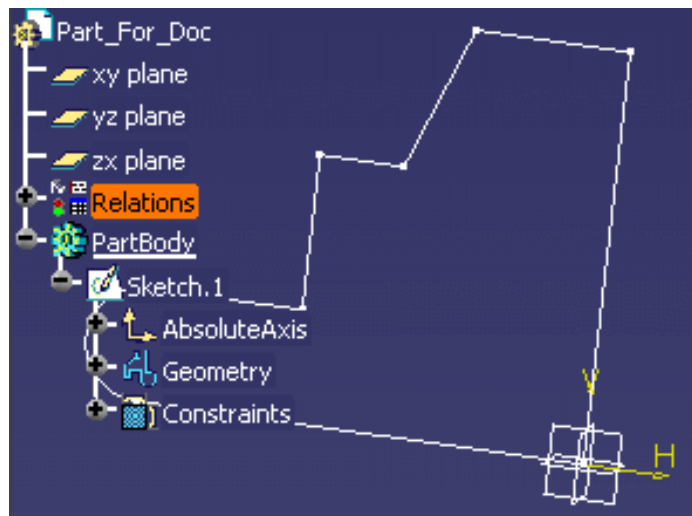 Part_For_Doc
xy plane
yz plane
zx plane
Relations
PartBody
Sketch.1
AbsoluteAxis
Geometry
Constraints
V
H